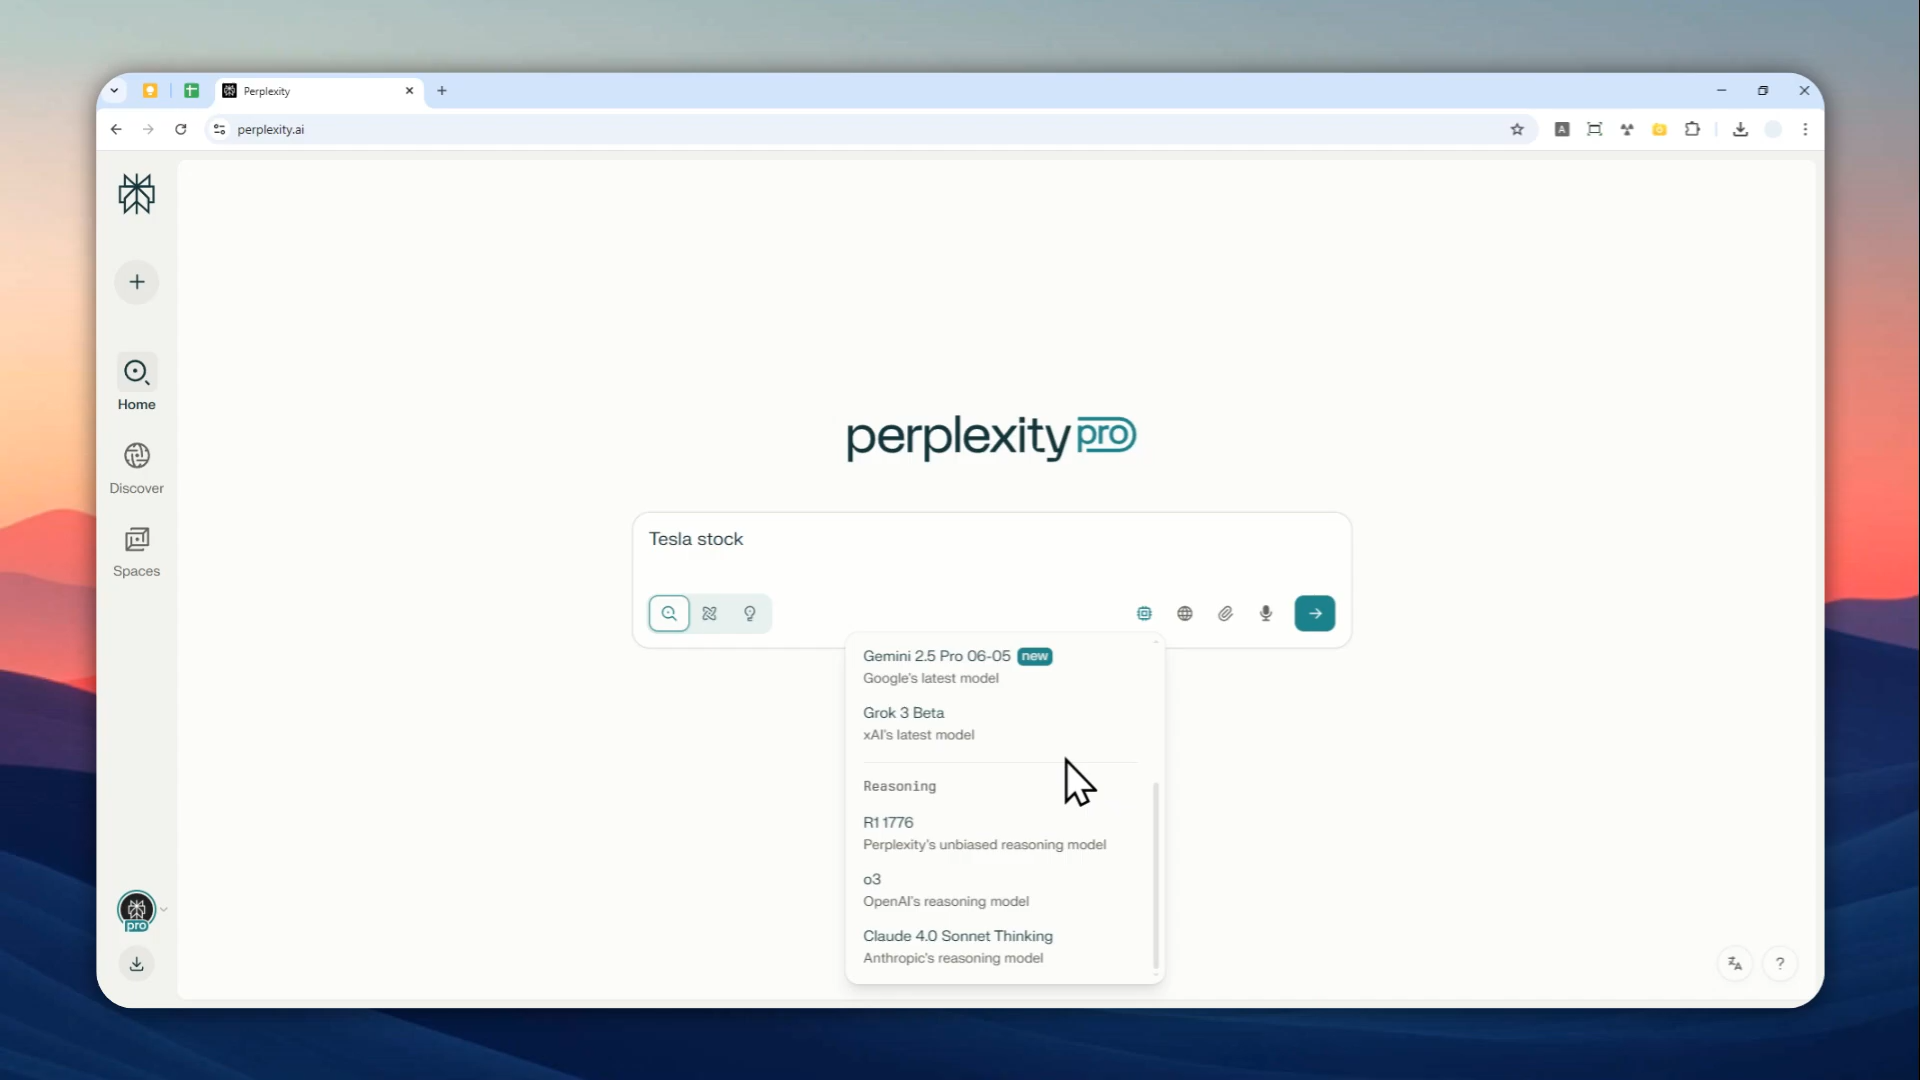 Perplexity
perplexity.ai
A
Home
Discover
Spaces
pro
perplexity pro
Tesla stock
Gemini 2.5 Pro 06-05 new
Google's latest model
Grok 3 Beta
xAI's latest model
Reasoning
R1 1776
Perplexity's unbiased reasoning model
o3
OpenAI's reasoning model
Claude 4.0 Sonnet Thinking
Anthropic's reasoning model
?